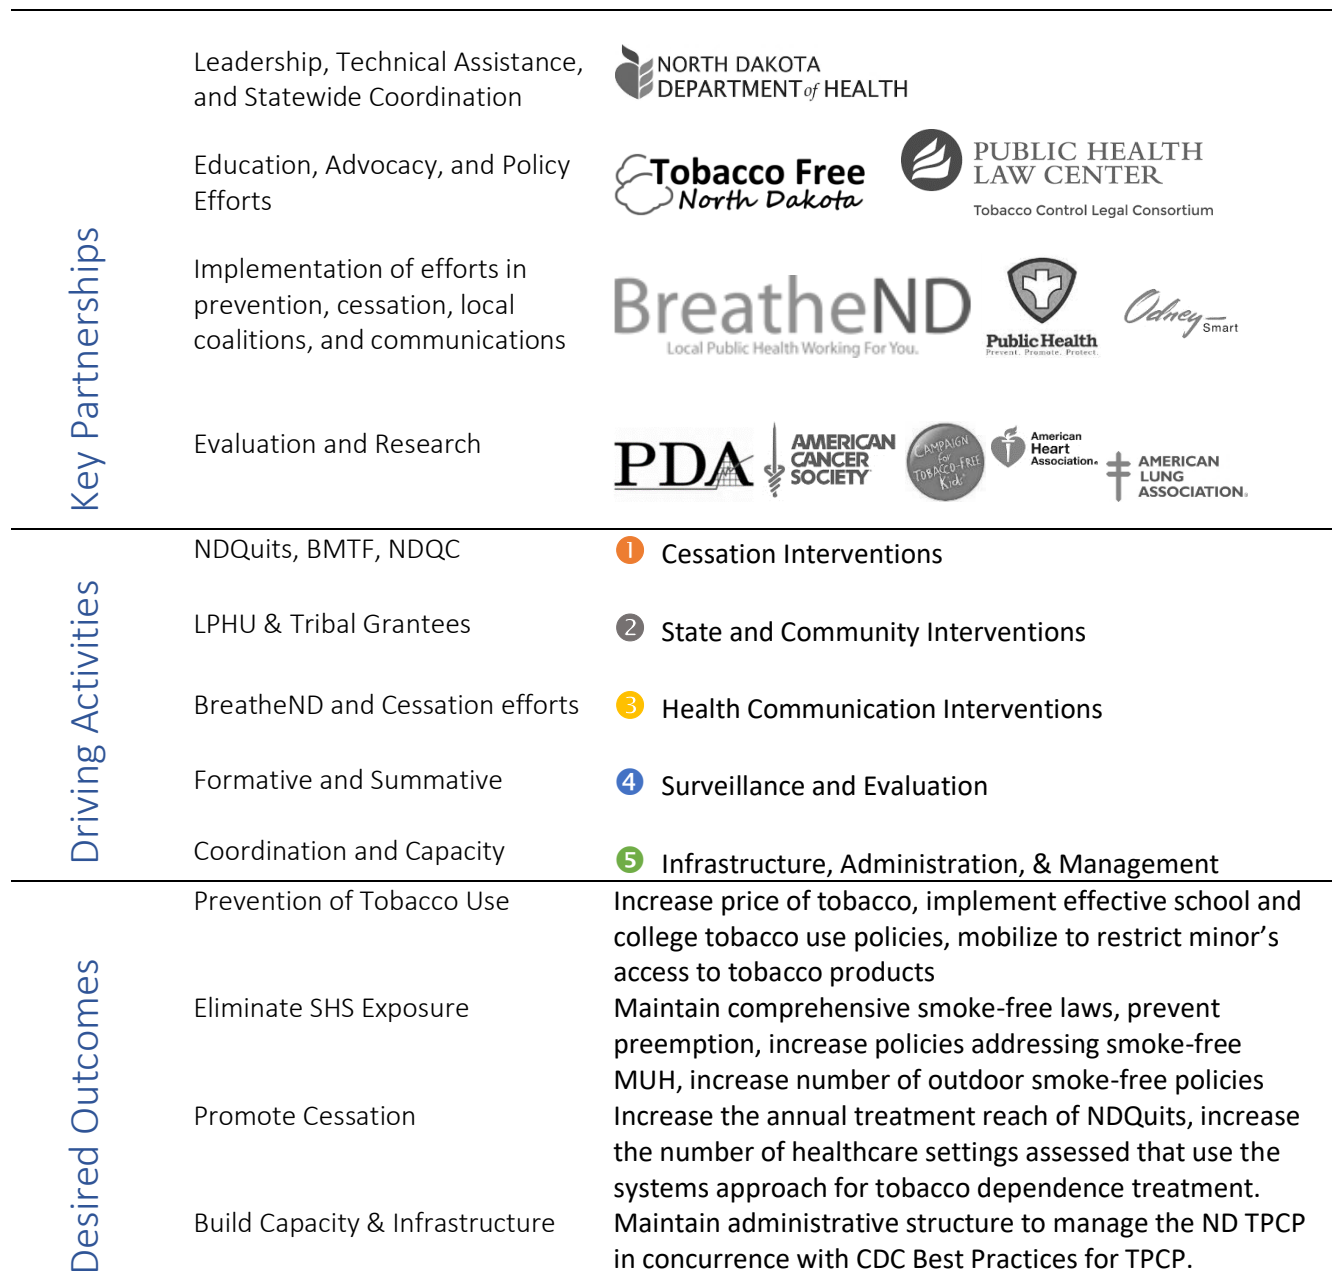 Key Partnerships
Leadership, Technical Assistance,
and Statewide Coordination
NORTH DAKOTA
DEPARTMENT of HEALTH
Education, Advocacy, and Policy
Efforts
Tobacco Free
North Dakota
PUBLIC HEALTH
LAW CENTER
Tobacco Control Legal Consortium
Implementation of efforts in
prevention, cessation, local
coalitions, and communications
BreatheND
Local Public Health Working For You.
Public Health
Prevent. Promote. Protect.
Odney
Smart
Evaluation and Research
PDA
AMERICAN
CANCER
SOCIETY
CAMPAIGN
for
TOBACCO-FREE
Kids
American
Heart
Association®
AMERICAN
LUNG
ASSOCIATION®
Driving Activities
NDQuits, BMTF, NDQC
1 Cessation Interventions
LPHU & Tribal Grantees
2 State and Community Interventions
BreatheND and Cessation efforts
3 Health Communication Interventions
Formative and Summative
4 Surveillance and Evaluation
Coordination and Capacity
5 Infrastructure, Administration, & Management
Desired Outcomes
Prevention of Tobacco Use
Increase price of tobacco, implement effective school and
college tobacco use policies, mobilize to restrict minor’s
access to tobacco products
Eliminate SHS Exposure
Maintain comprehensive smoke-free laws, prevent
preemption, increase policies addressing smoke-free
MUH, increase number of outdoor smoke-free policies
Promote Cessation
Increase the annual treatment reach of NDQuits, increase
the number of healthcare settings assessed that use the
systems approach for tobacco dependence treatment.
Build Capacity & Infrastructure
Maintain administrative structure to manage the ND TPCP
in concurrence with CDC Best Practices for TPCP.